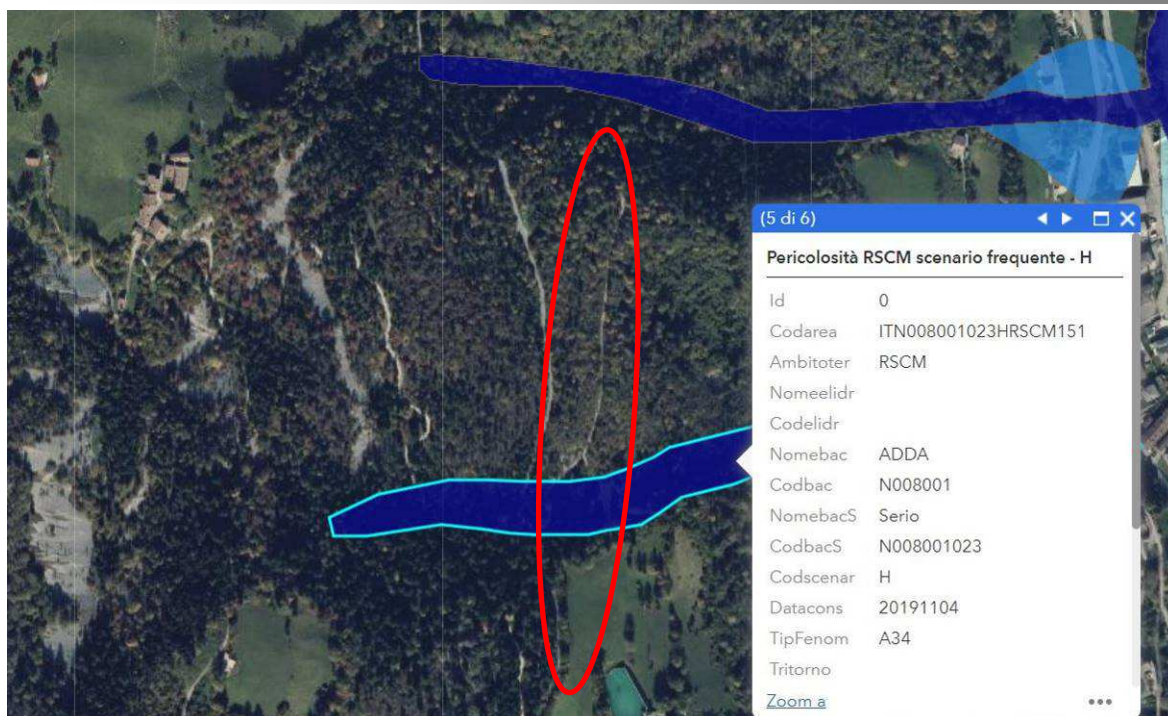 (5 di 6)
Pericolosità RSCM scenario frequente - H
Id 0
Codarea ITN008001023HRSCM151
Ambitoter RSCM
Nomeelidr
Codelidr
Nomebac ADDA
Codbac N008001
NomebacS Serio
CodbacS N008001023
Codscenar H
Datacons 20191104
TipFenom A34
Tritorno
Zoom a